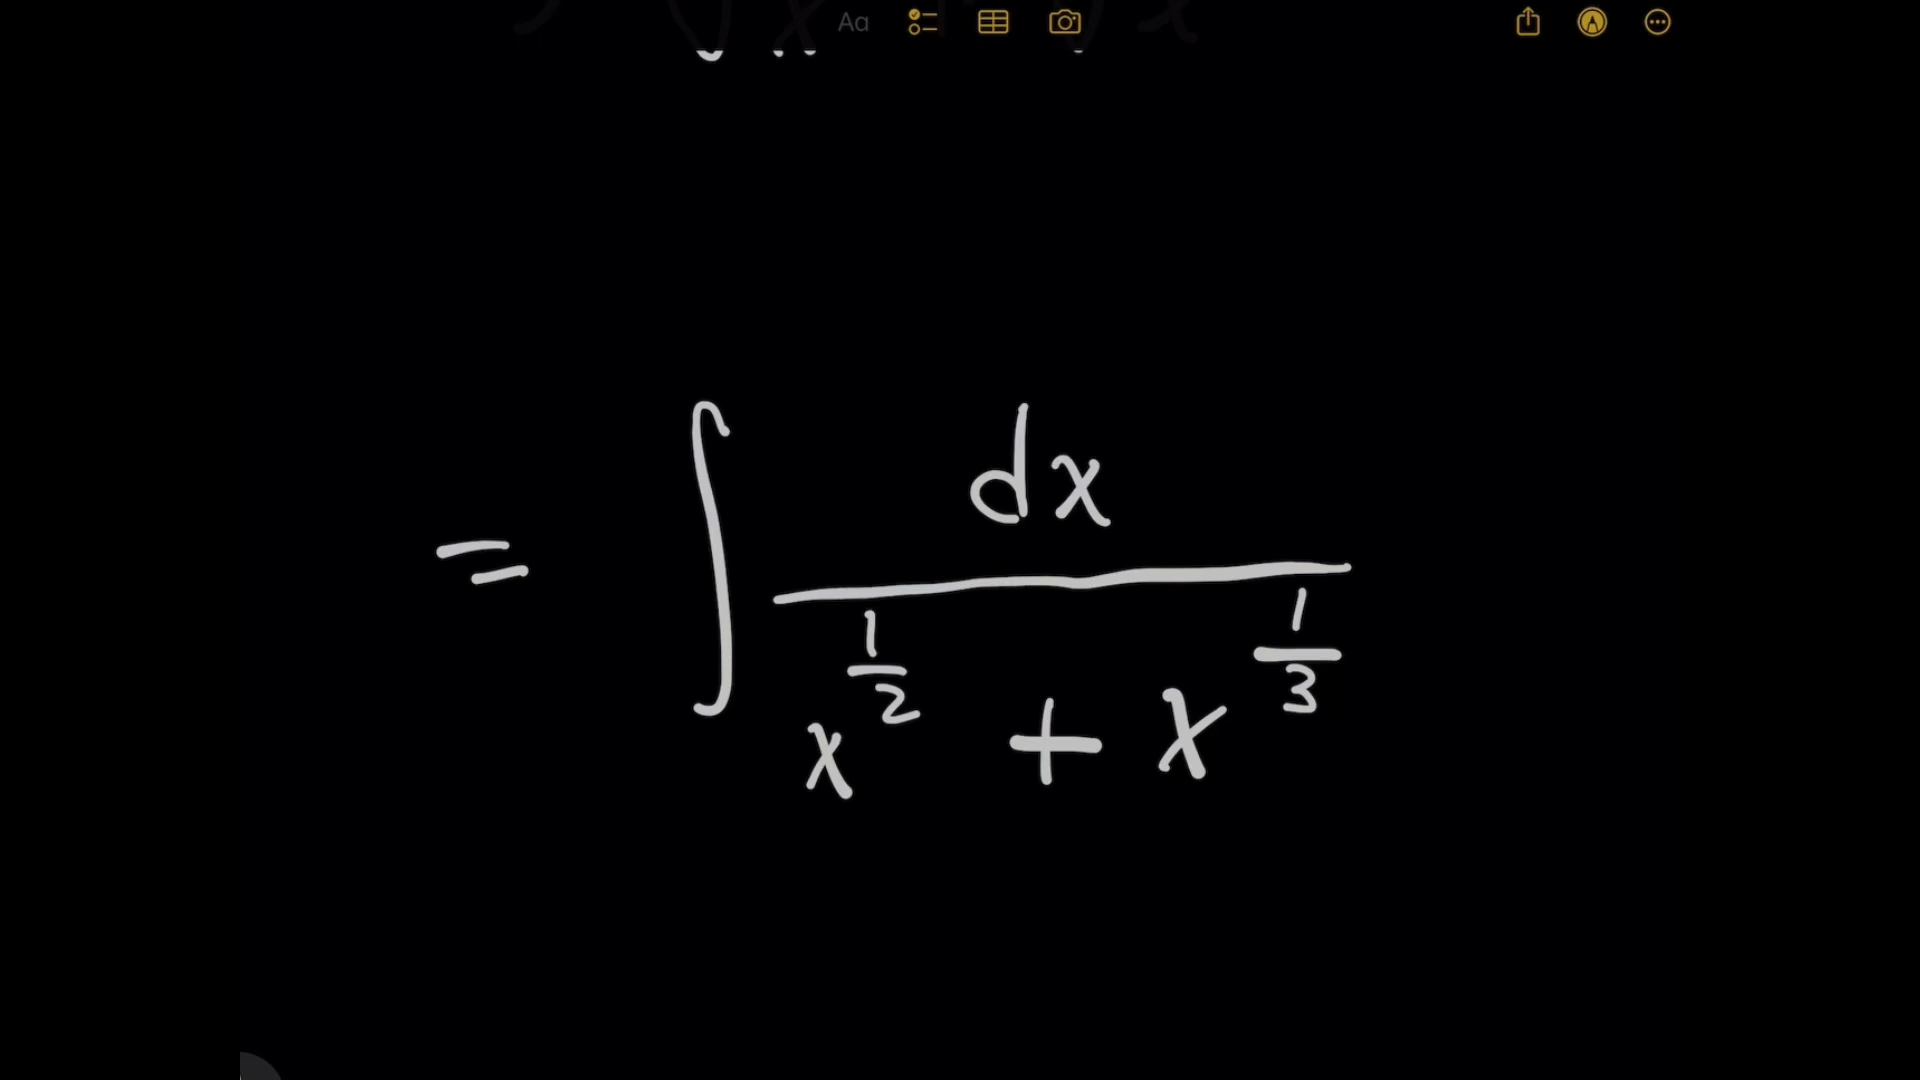 Aa
= ∫ dx / (x^(1/2) + x^(1/3))